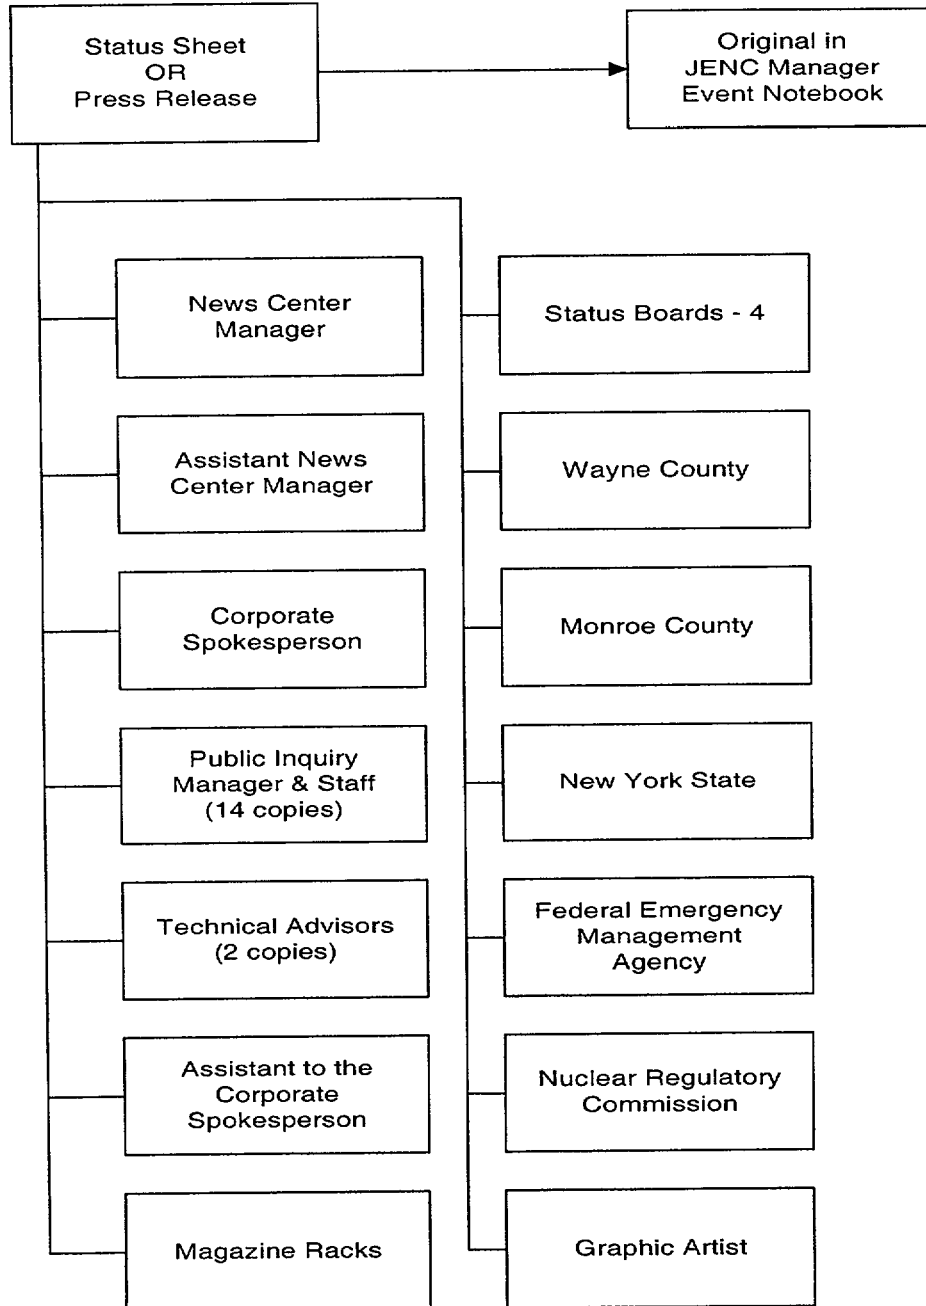 Status Sheet
OR
Press Release
Original in
JENC Manager
Event Notebook
News Center
Manager
Assistant News
Center Manager
Corporate
Spokesperson
Public Inquiry
Manager & Staff
(14 copies)
Technical Advisors
(2 copies)
Assistant to the
Corporate
Spokesperson
Magazine Racks
Status Boards - 4
Wayne County
Monroe County
New York State
Federal Emergency
Management
Agency
Nuclear Regulatory
Commission
Graphic Artist